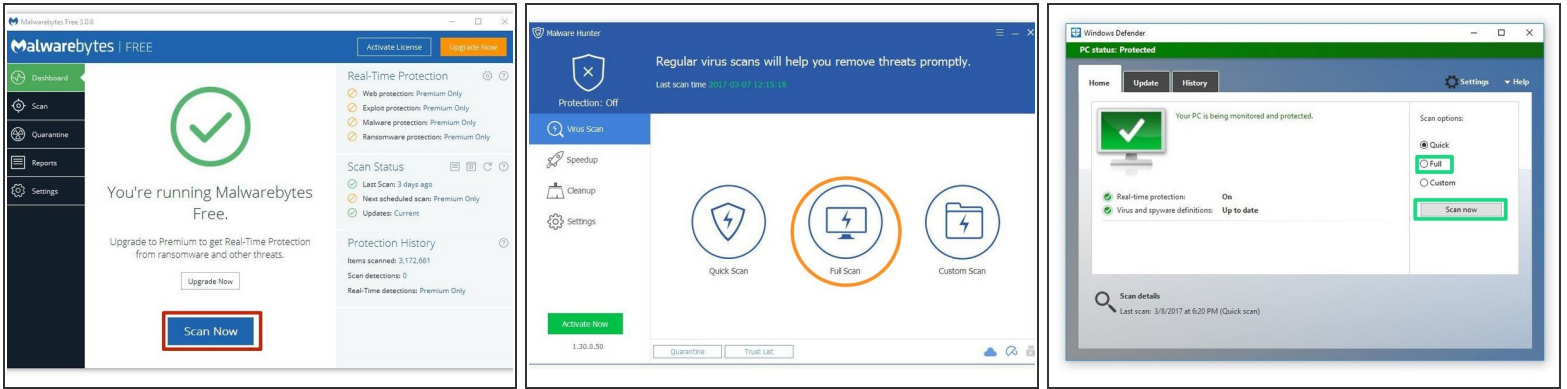 Malwarebytes Free 3.0.6
Malwarebytes | FREE
Activate License
Upgrade Now
Dashboard
Scan
Quarantine
Reports
Settings
You're running Malwarebytes
Free.
Upgrade to Premium to get Real-Time Protection
from ransomware and other threats.
Upgrade Now
Scan Now
Real-Time Protection
Web protection: Premium Only
Exploit protection: Premium Only
Malware protection: Premium Only
Ransomware protection: Premium Only
Scan Status
Last Scan: 3 days ago
Next scheduled scan: Premium Only
Updates: Current
Protection History
Items scanned: 3,172,661
Scan detections: 0
Real-Time detections: Premium Only
Malware Hunter
Protection: Off
Regular virus scans will help you remove threats promptly.
Last scan time 2017-03-07 12:15:18
Virus Scan
Speedup
Cleanup
Settings
Quick Scan
Full Scan
Custom Scan
Activate Now
1.30.0.50
Quarantine
Trust List
Windows Defender
PC status: Protected
Home
Update
History
Settings
Help
Your PC is being monitored and protected.
Scan options:
Quick
Full
Custom
Scan now
Real-time protection: On
Virus and spyware definitions: Up to date
Scan details
Last scan: 3/8/2017 at 6:20 PM (Quick scan)